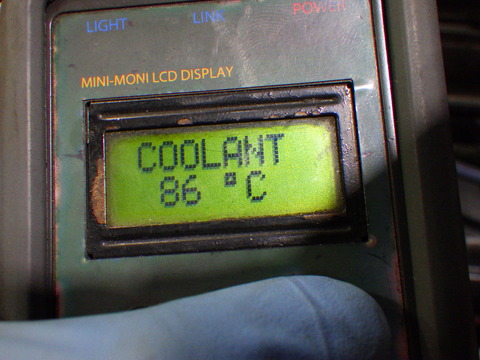 LIGHT LINK POWER
MINI-MONI LCD DISPLAY
COOLANT
86 °C